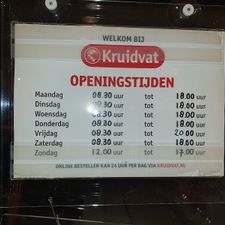 WELKOM BIJ
Kruidvat
OPENINGSTIJDEN
Maandag 08.30 uur tot 18.00 uur
Dinsdag 08.30 uur tot 18.00 uur
Woensdag 08.30 uur tot 18.00 uur
Donderdag 08.30 uur tot 18.00 uur
Vrijdag 08.30 uur tot 20.00 uur
Zaterdag 08.30 uur tot 18.00 uur
Zondag 12.00 uur tot 17.00 uur
ONLINE BESTELLEN KAN 24 UUR PER DAG VIA KRUIDVAT.NL